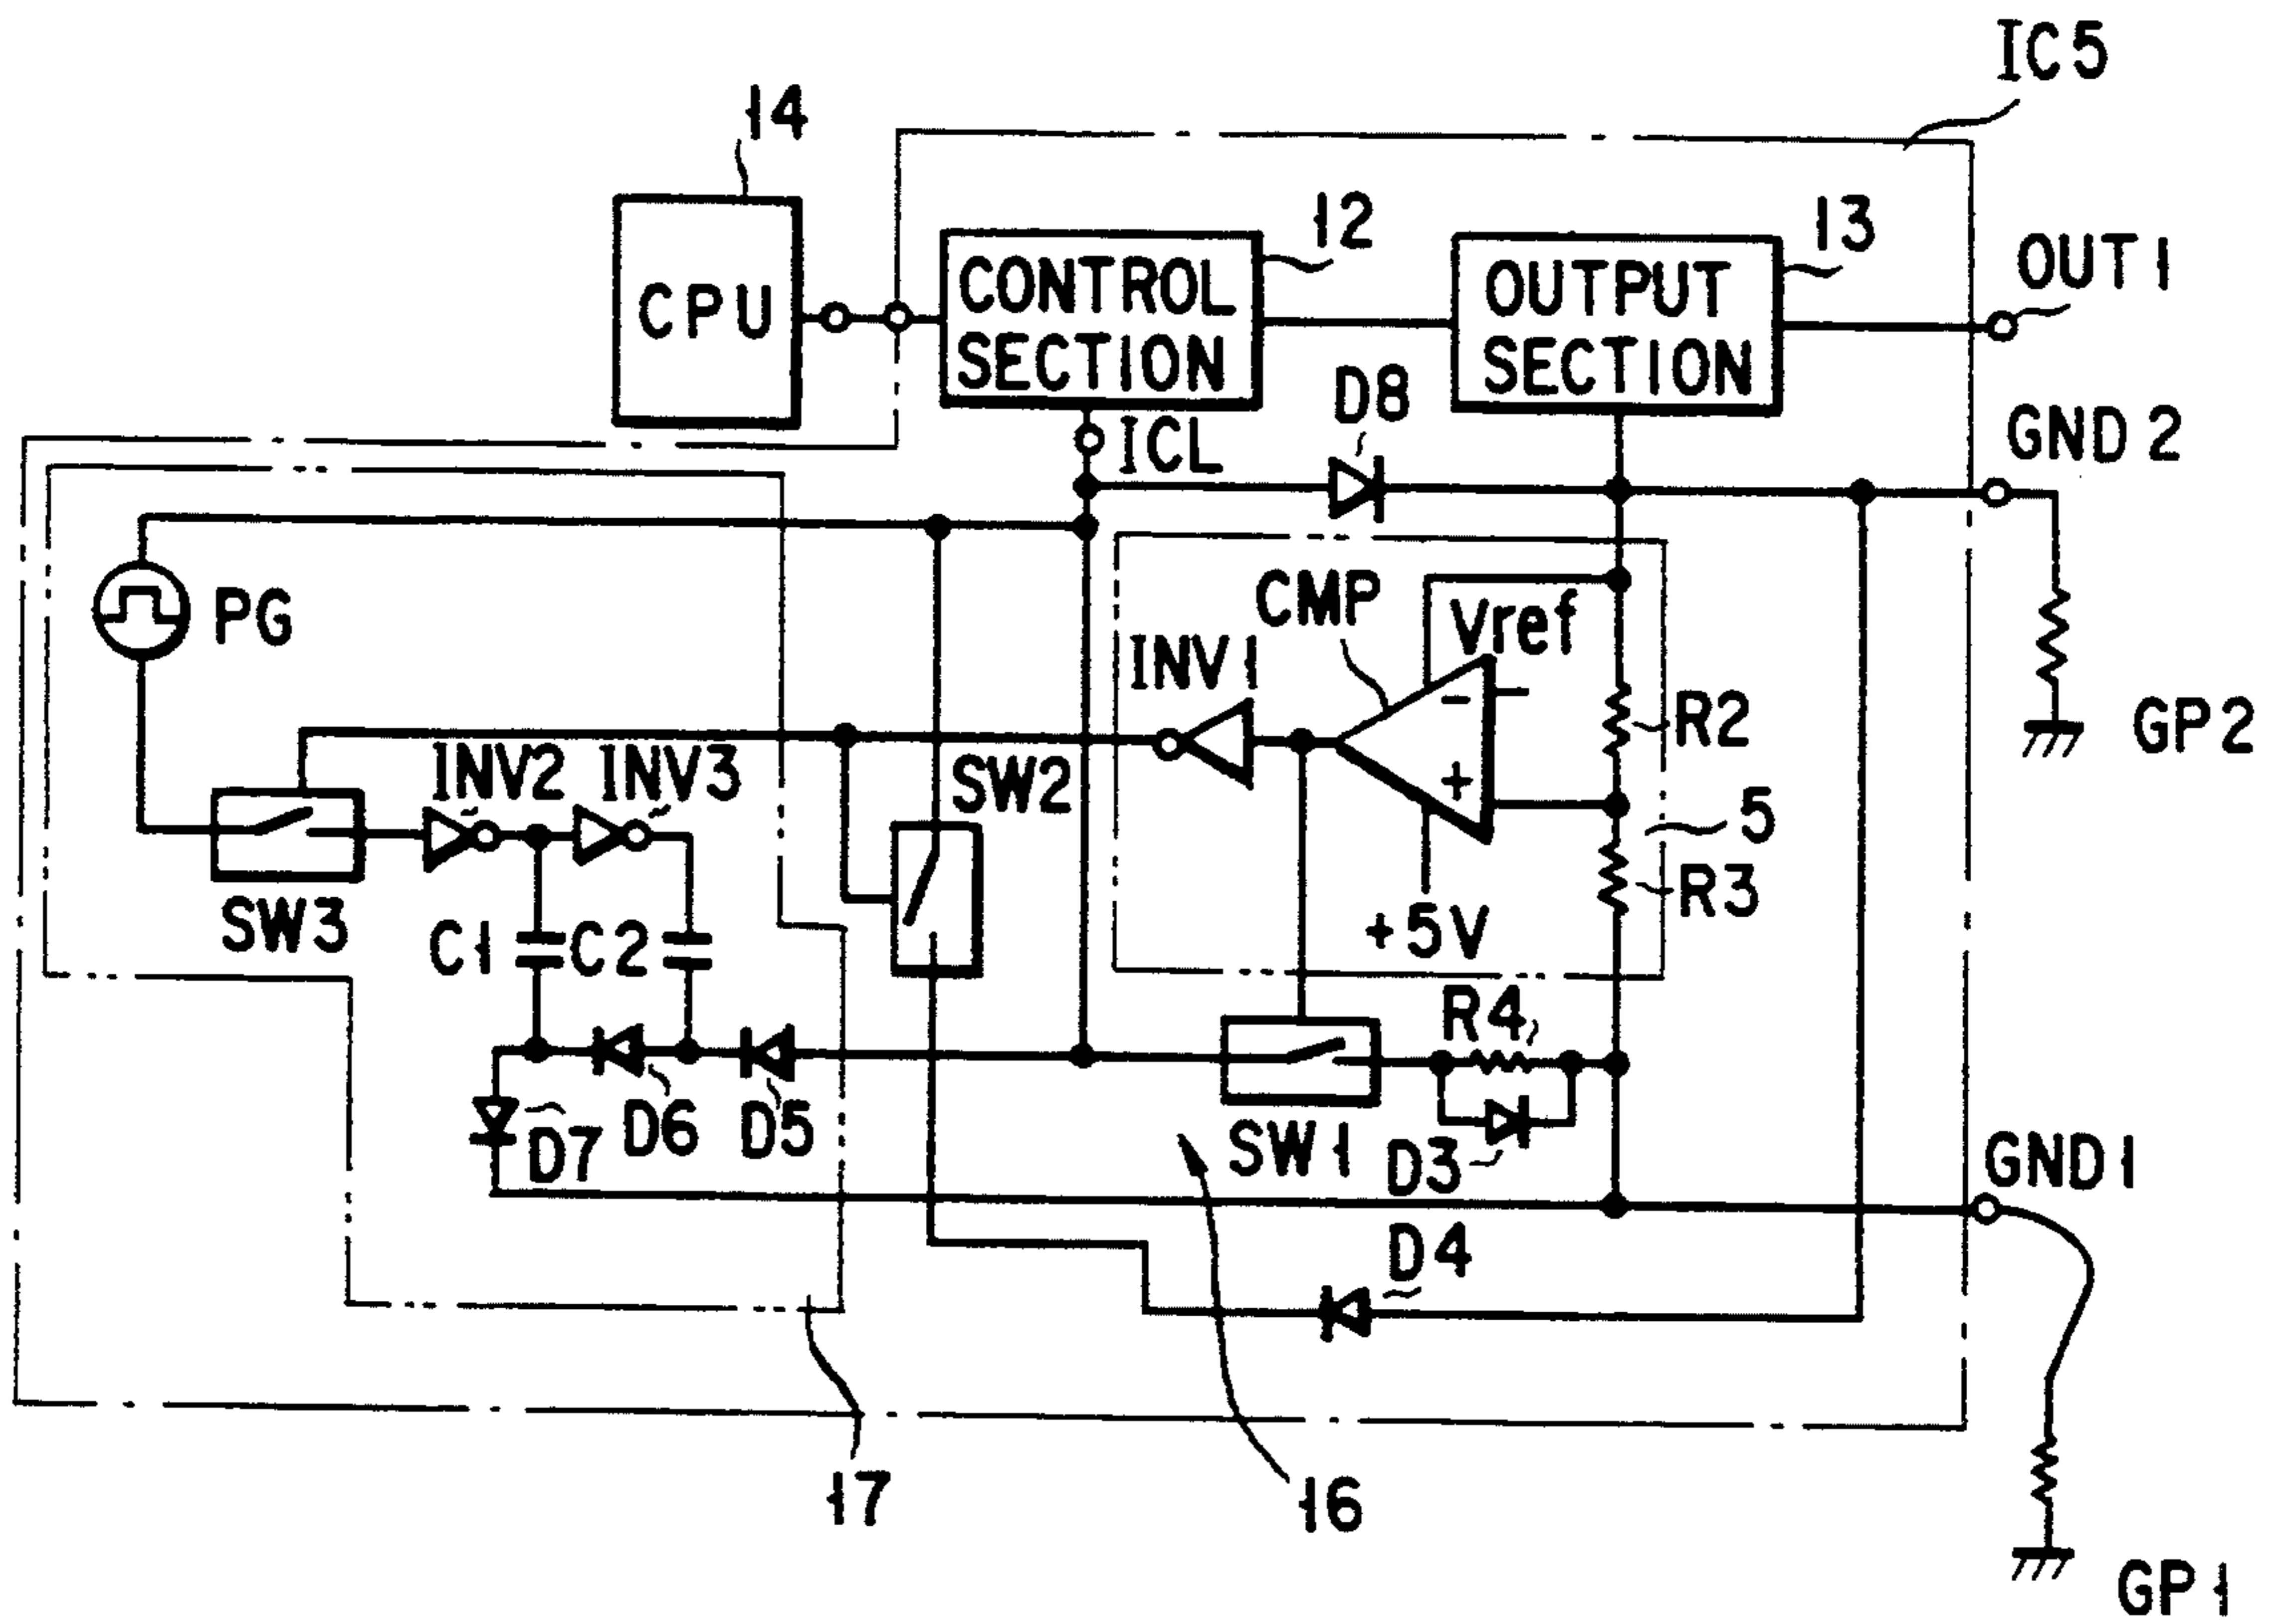 IC5
14
12
13
OUT1
CPU
CONTROL
SECTION
OUTPUT
SECTION
D8
GND2
ICL
PG
CMP
Vref
INV1
-
R2
GP2
INV2
INV3
SW2
+
5
R3
SW3
C1
C2
+5V
R4
D7
D6
D5
SW1
D3
GND1
D4
17
16
GP1